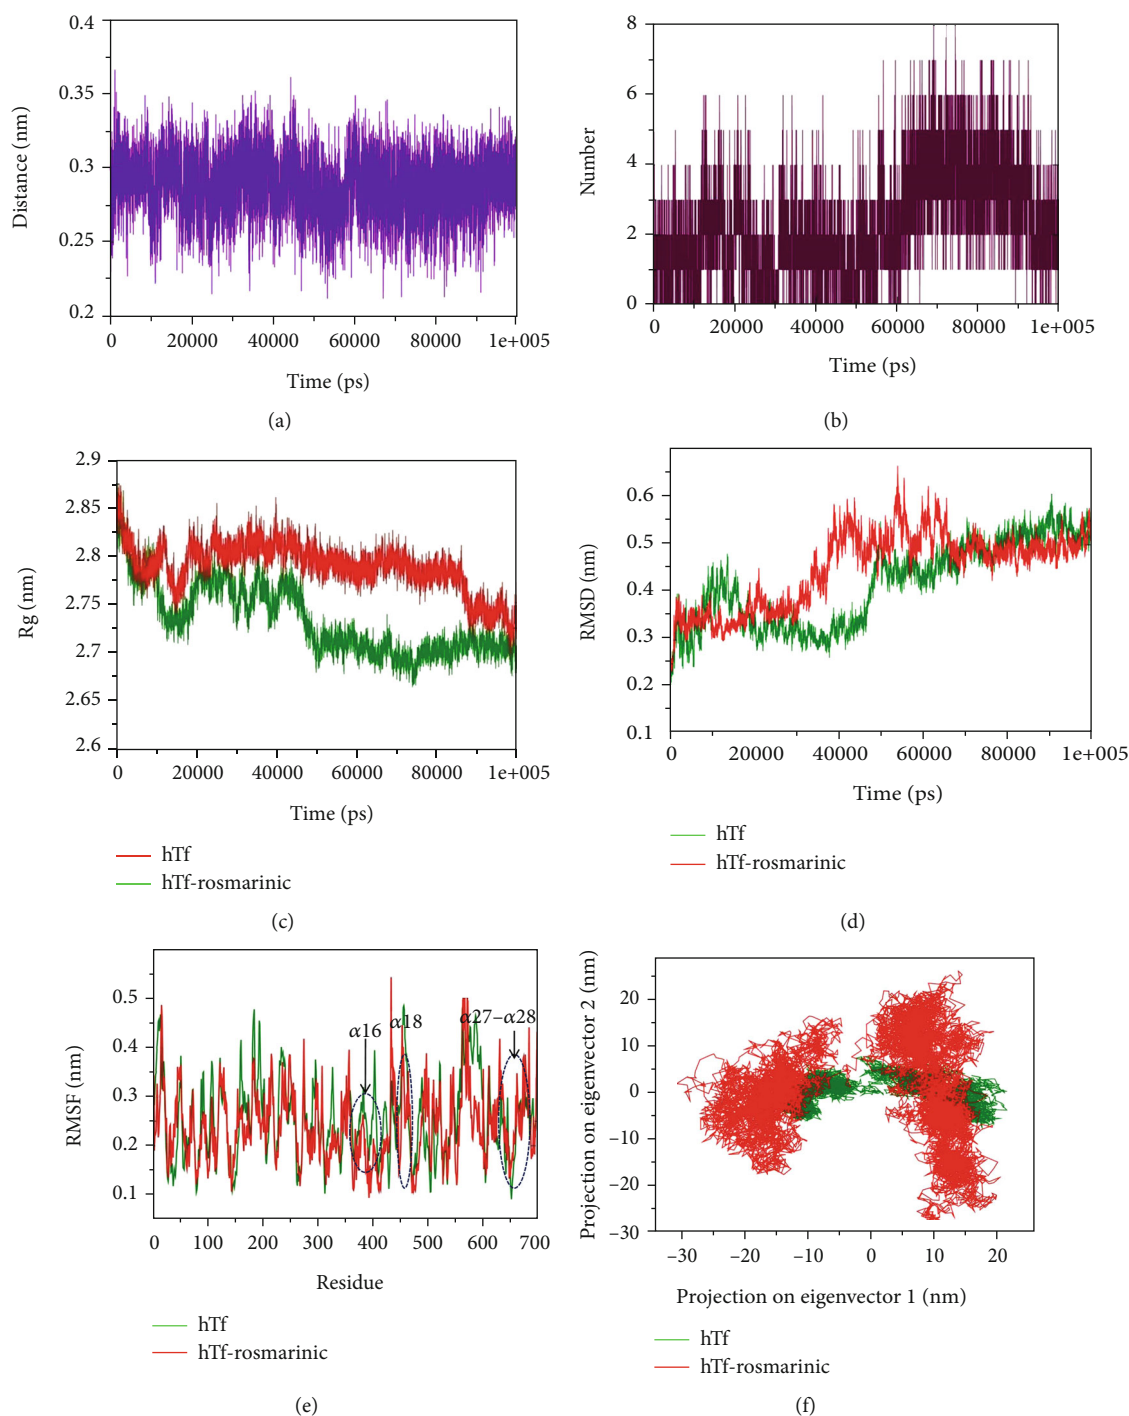 0.4
0.35
0.3
0.25
0.2
Distance (nm)
0 20000 40000 60000 80000 1e+005
Time (ps)
(a)
8
6
4
2
0
Number
0 20000 40000 60000 80000 1e+005
Time (ps)
(b)
2.9
2.85
2.8
2.75
2.7
2.65
2.6
Rg (nm)
0 20000 40000 60000 80000 1e+005
Time (ps)
hTf
hTf-rosmarinic
(c)
0.6
0.5
0.4
0.3
0.2
0.1
RMSD (nm)
0 20000 40000 60000 80000 1e+005
Time (ps)
hTf
hTf-rosmarinic
(d)
0.5
0.4
0.3
0.2
0.1
RMSF (nm)
α16
α18
α27–α28
0 100 200 300 400 500 600 700
Residue
hTf
hTf-rosmarinic
(e)
20
10
0
–10
–20
–30
Projection on eigenvector 2 (nm)
–30 –20 –10 0 10 20
Projection on eigenvector 1 (nm)
hTf
hTf-rosmarinic
(f)